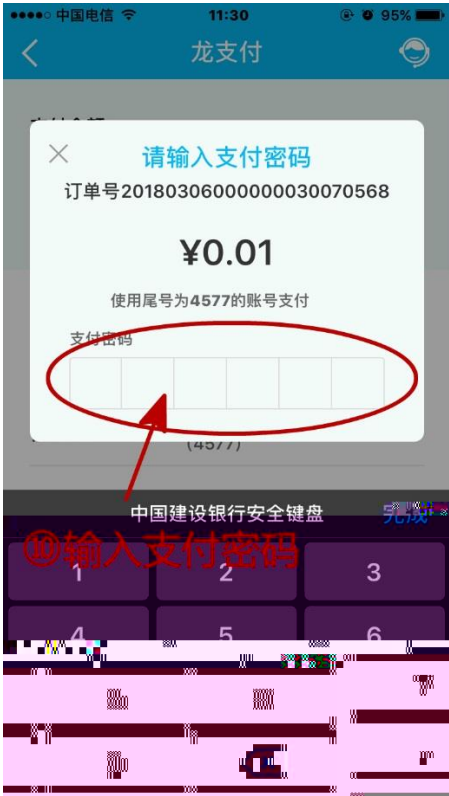 中国电信 11:30 95%
龙支付
请输入支付密码
订单号20180306000000030070568
¥0.01
使用尾号为4577的账号支付
支付密码
(4577)
中国建设银行安全键盘 完成
⑩输入支付密码
1 2 3
4 5 6